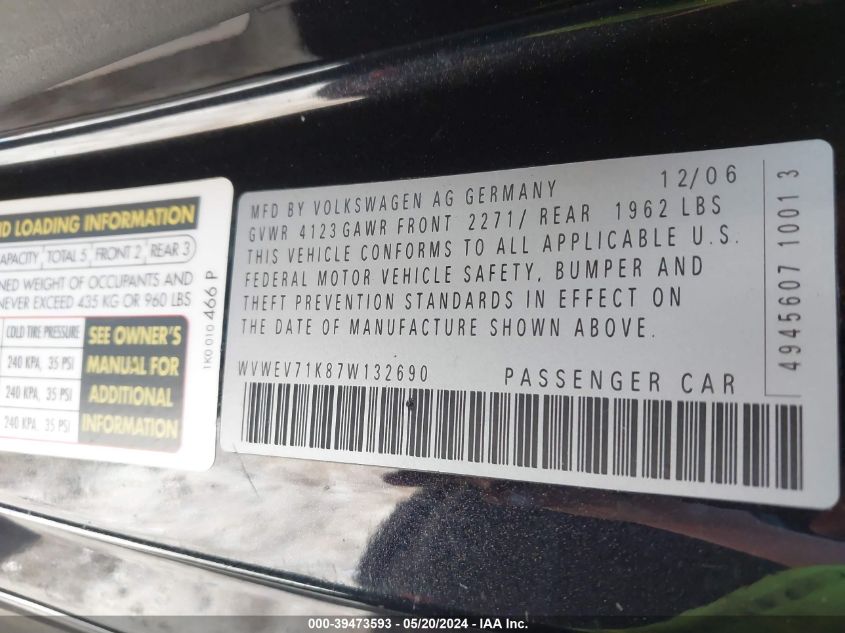 ND LOADING INFORMATION
APACITY TOTAL 5 FRONT 2 REAR 3
NED WEIGHT OF OCCUPANTS AND
NEVER EXCEED 435 KG OR 960 LBS
COLD TIRE PRESSURE
240 KPA, 35 PSI
240 KPA, 35 PSI
240 KPA, 35 PSI
SEE OWNER'S
MANUAL FOR
ADDITIONAL
INFORMATION
1K0 010 466 P
MFD BY VOLKSWAGEN AG GERMANY 12/06
GVWR 4123 GAWR FRONT 2271/ REAR 1962 LBS
THIS VEHICLE CONFORMS TO ALL APPLICABLE U.S.
FEDERAL MOTOR VEHICLE SAFETY, BUMPER AND
THEFT PREVENTION STANDARDS IN EFFECT ON
THE DATE OF MANUFACTURE SHOWN ABOVE.
WVWEV71K87W132690 PASSENGER CAR
4945607 1001 3
000-39473593 - 05/20/2024 - IAA Inc.